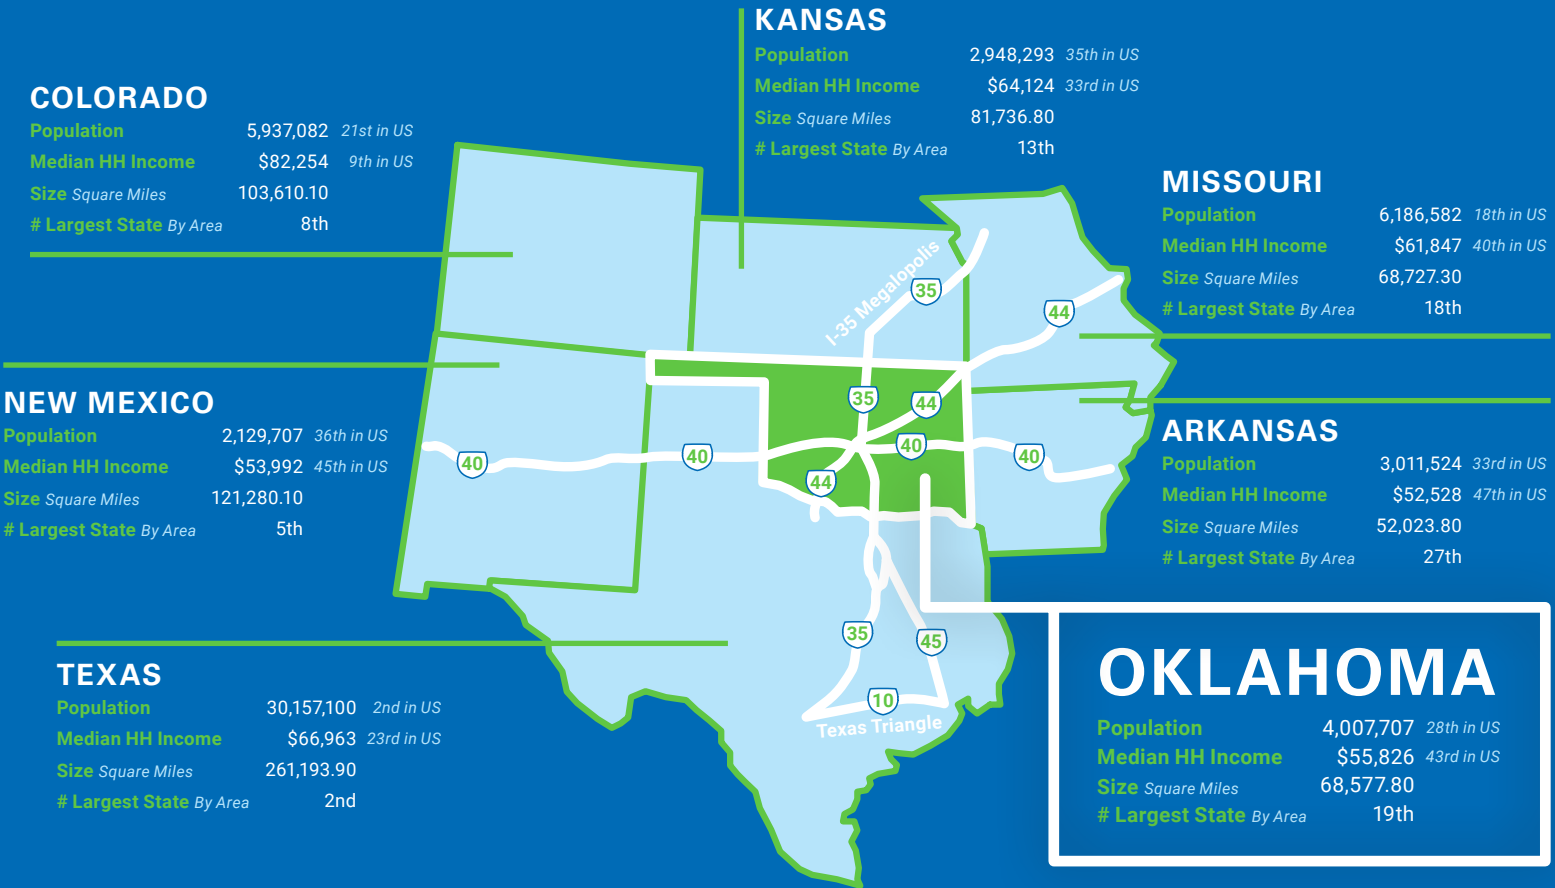 KANSAS
Population 2,948,293 35th in US
Median HH Income $64,124 33rd in US
Size Square Miles 81,736.80
# Largest State By Area 13th
COLORADO
Population 5,937,082 21st in US
Median HH Income $82,254 9th in US
Size Square Miles 103,610.10
# Largest State By Area 8th
MISSOURI
Population 6,186,582 18th in US
Median HH Income $61,847 40th in US
Size Square Miles 68,727.30
# Largest State By Area 18th
I-35 Megalopolis
35
44
35
44
40
40
40
40
44
NEW MEXICO
Population 2,129,707 36th in US
Median HH Income $53,992 45th in US
Size Square Miles 121,280.10
# Largest State By Area 5th
ARKANSAS
Population 3,011,524 33rd in US
Median HH Income $52,528 47th in US
Size Square Miles 52,023.80
# Largest State By Area 27th
35
45
10
Texas Triangle
TEXAS
Population 30,157,100 2nd in US
Median HH Income $66,963 23rd in US
Size Square Miles 261,193.90
# Largest State By Area 2nd
OKLAHOMA
Population 4,007,707 28th in US
Median HH Income $55,826 43rd in US
Size Square Miles 68,577.80
# Largest State By Area 19th